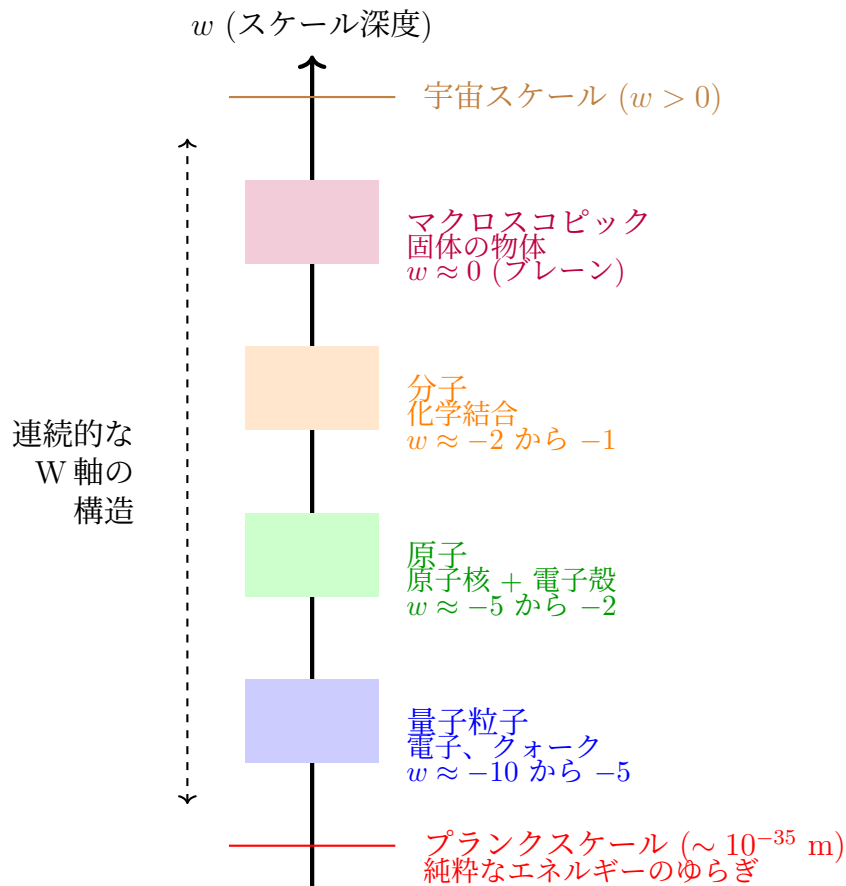 w (スケール深度)
宇宙スケール (w > 0)
マクロスコピック
固体の物体
w ≈ 0 (ブレーン)
分子
化学結合
w ≈ −2 から −1
連続的な
W 軸の
構造
原子
原子核 + 電子殻
w ≈ −5 から −2
量子粒子
電子、クォーク
w ≈ −10 から −5
プランクスケール (∼ 10⁻³⁵ m)
純粋なエネルギーのゆらぎ